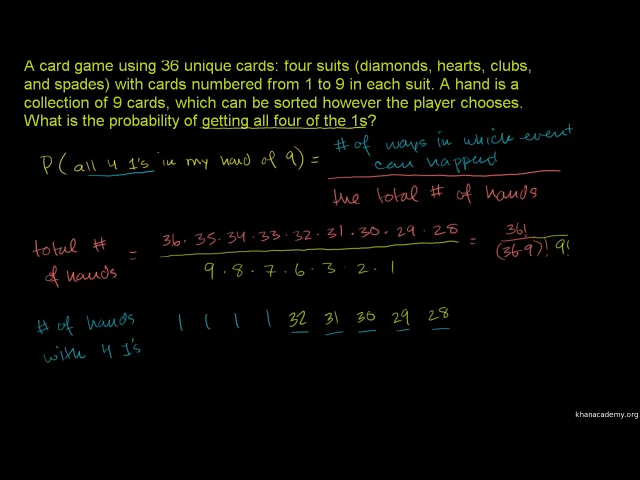 A card game using 36 unique cards: four suits (diamonds, hearts, clubs,
and spades) with cards numbered from 1 to 9 in each suit. A hand is a
collection of 9 cards, which can be sorted however the player chooses.
What is the probability of getting all four of the 1s?
P(all 4 1's in my hand of 9) =
# of ways in which event
can happend
the total # of hands
total #
of hands
=
36 · 35 · 34 · 33 · 32 · 31 · 30 · 29 · 28
9 · 8 · 7 · 6 · 3 · 2 · 1
=
36!
(36-9)! 9!
# of hands
with 4 1's
1 1 1 1 32 31 30 29 28
khanacademy.org